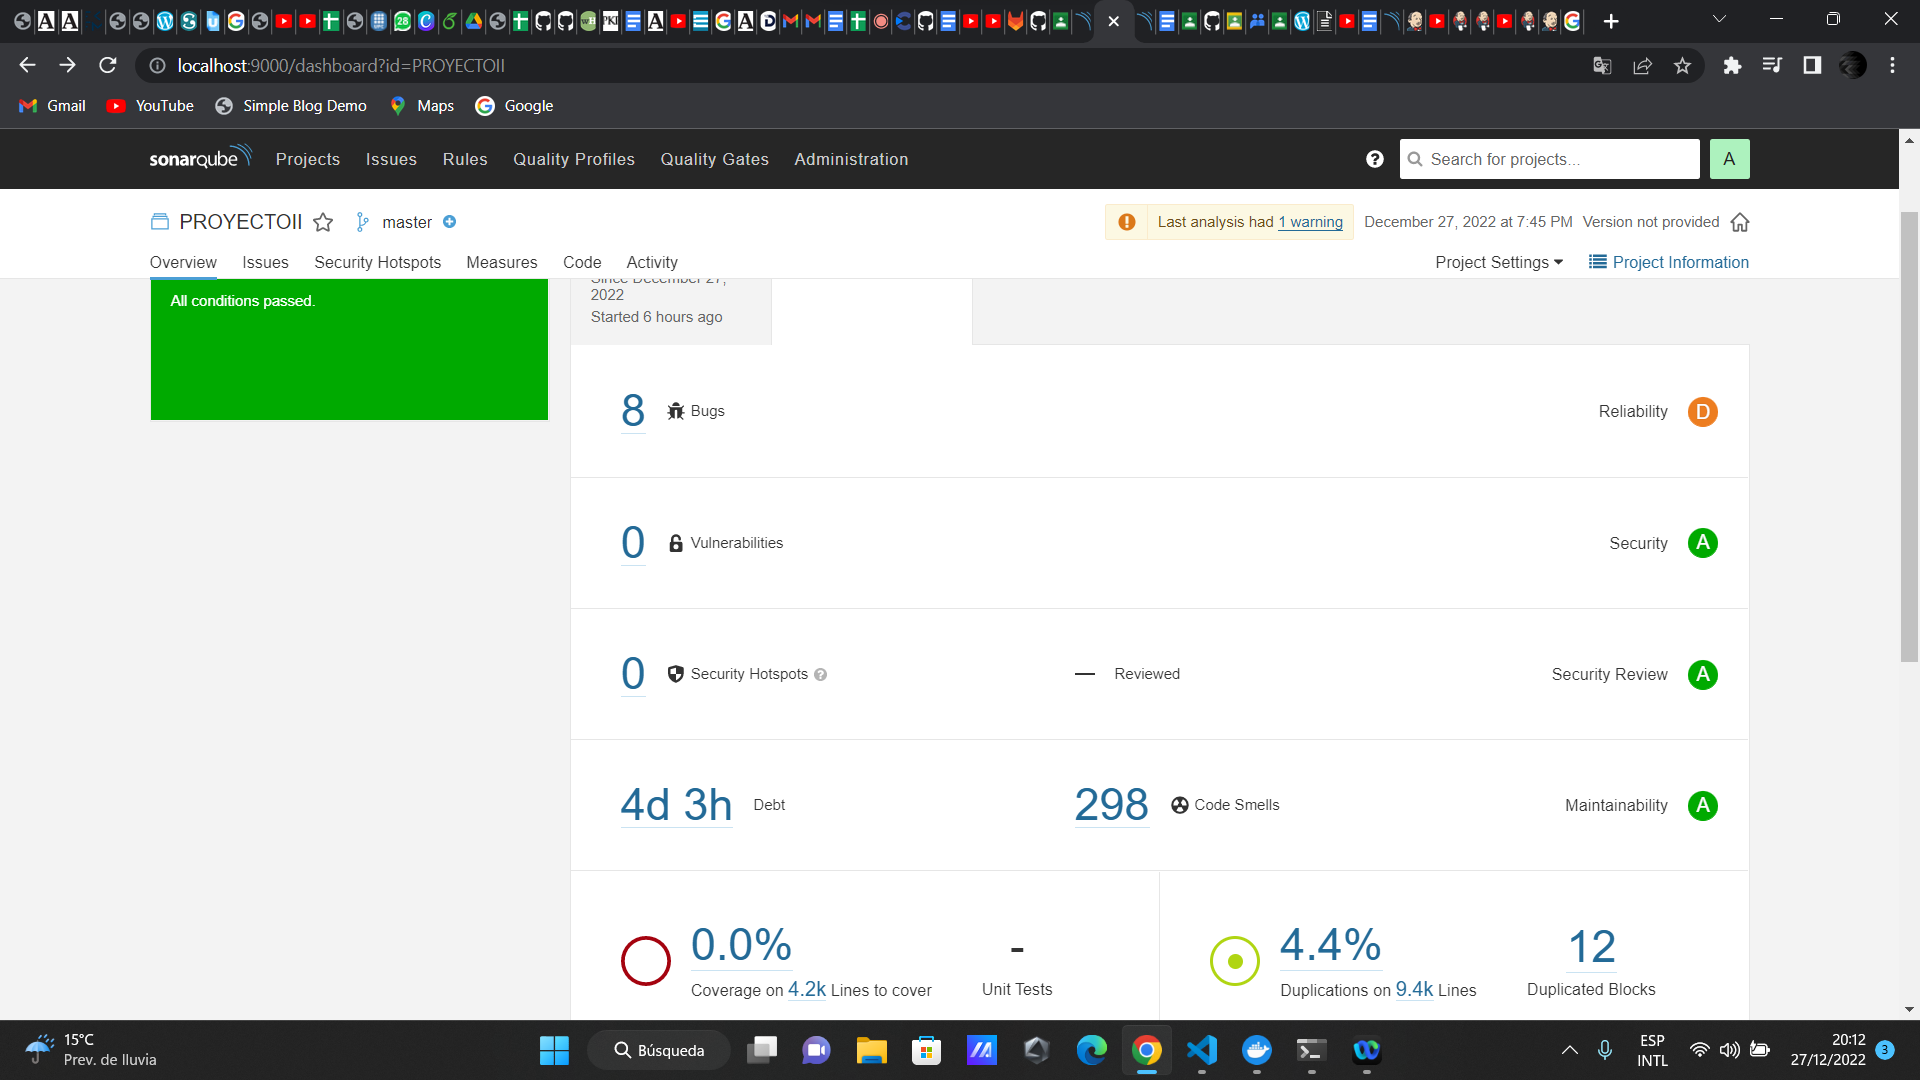 localhost:9000/dashboard?id=PROYECTOII
Gmail YouTube Simple Blog Demo Maps Google
sonarqube Projects Issues Rules Quality Profiles Quality Gates Administration
Search for projects...
A
PROYECTOII master
Last analysis had 1 warning December 27, 2022 at 7:45 PM Version not provided
Overview Issues Security Hotspots Measures Code Activity
Project Settings Project Information
All conditions passed.
Since December 27,
2022
Started 6 hours ago
8 Bugs Reliability D
0 Vulnerabilities Security A
0 Security Hotspots ? — Reviewed Security Review A
4d 3h Debt 298 Code Smells Maintainability A
0.0%
Coverage on 4.2k Lines to cover
-
Unit Tests
4.4%
Duplications on 9.4k Lines
12
Duplicated Blocks
15°C
Prev. de lluvia
Búsqueda
ESP
INTL
20:12
27/12/2022
3